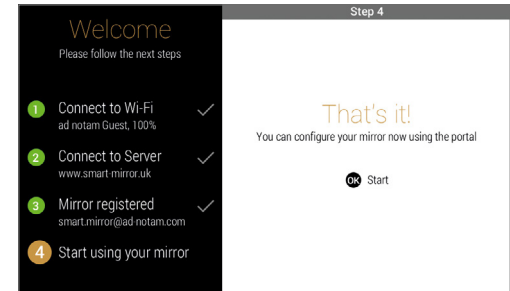 Welcome
Please follow the next steps
1 Connect to Wi-Fi
ad notam Guest, 100%
2 Connect to Server
www.smart-mirror.uk
3 Mirror registered
smart.mirror@ad-notam.com
4 Start using your mirror
Step 4
That's it!
You can configure your mirror now using the portal
OK Start